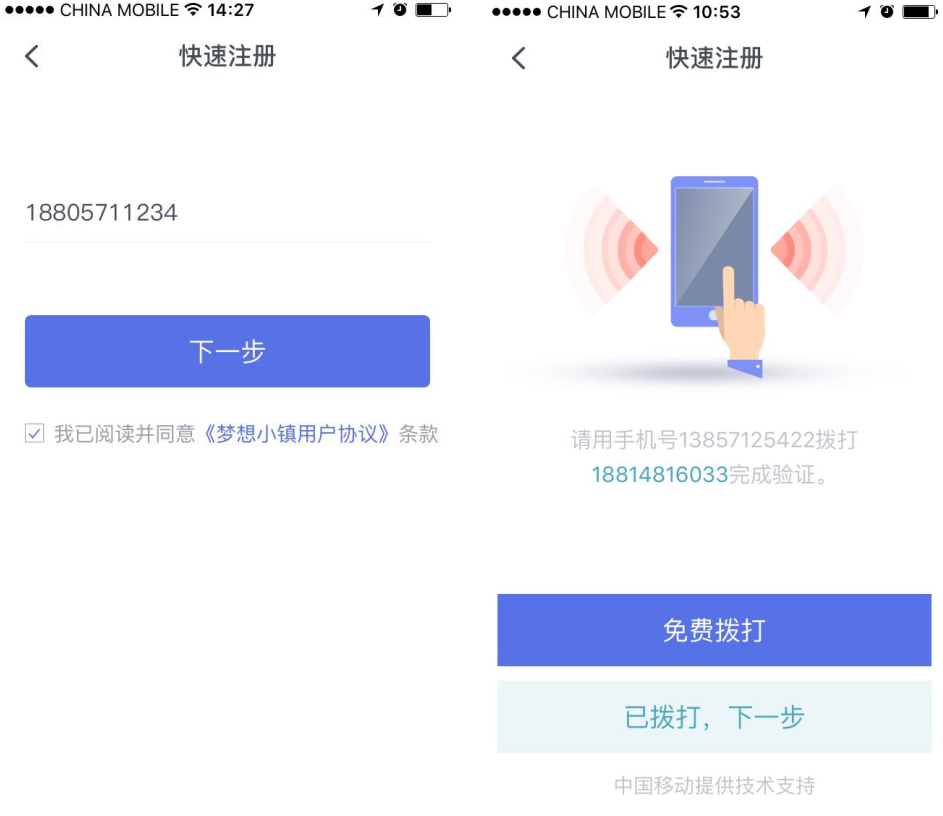 CHINA MOBILE 14:27
快速注册
18805711234
下一步
我已阅读并同意《梦想小镇用户协议》条款
CHINA MOBILE 10:53
快速注册
请用手机号13857125422拨打
18814816033完成验证。
免费拨打
已拨打，下一步
中国移动提供技术支持